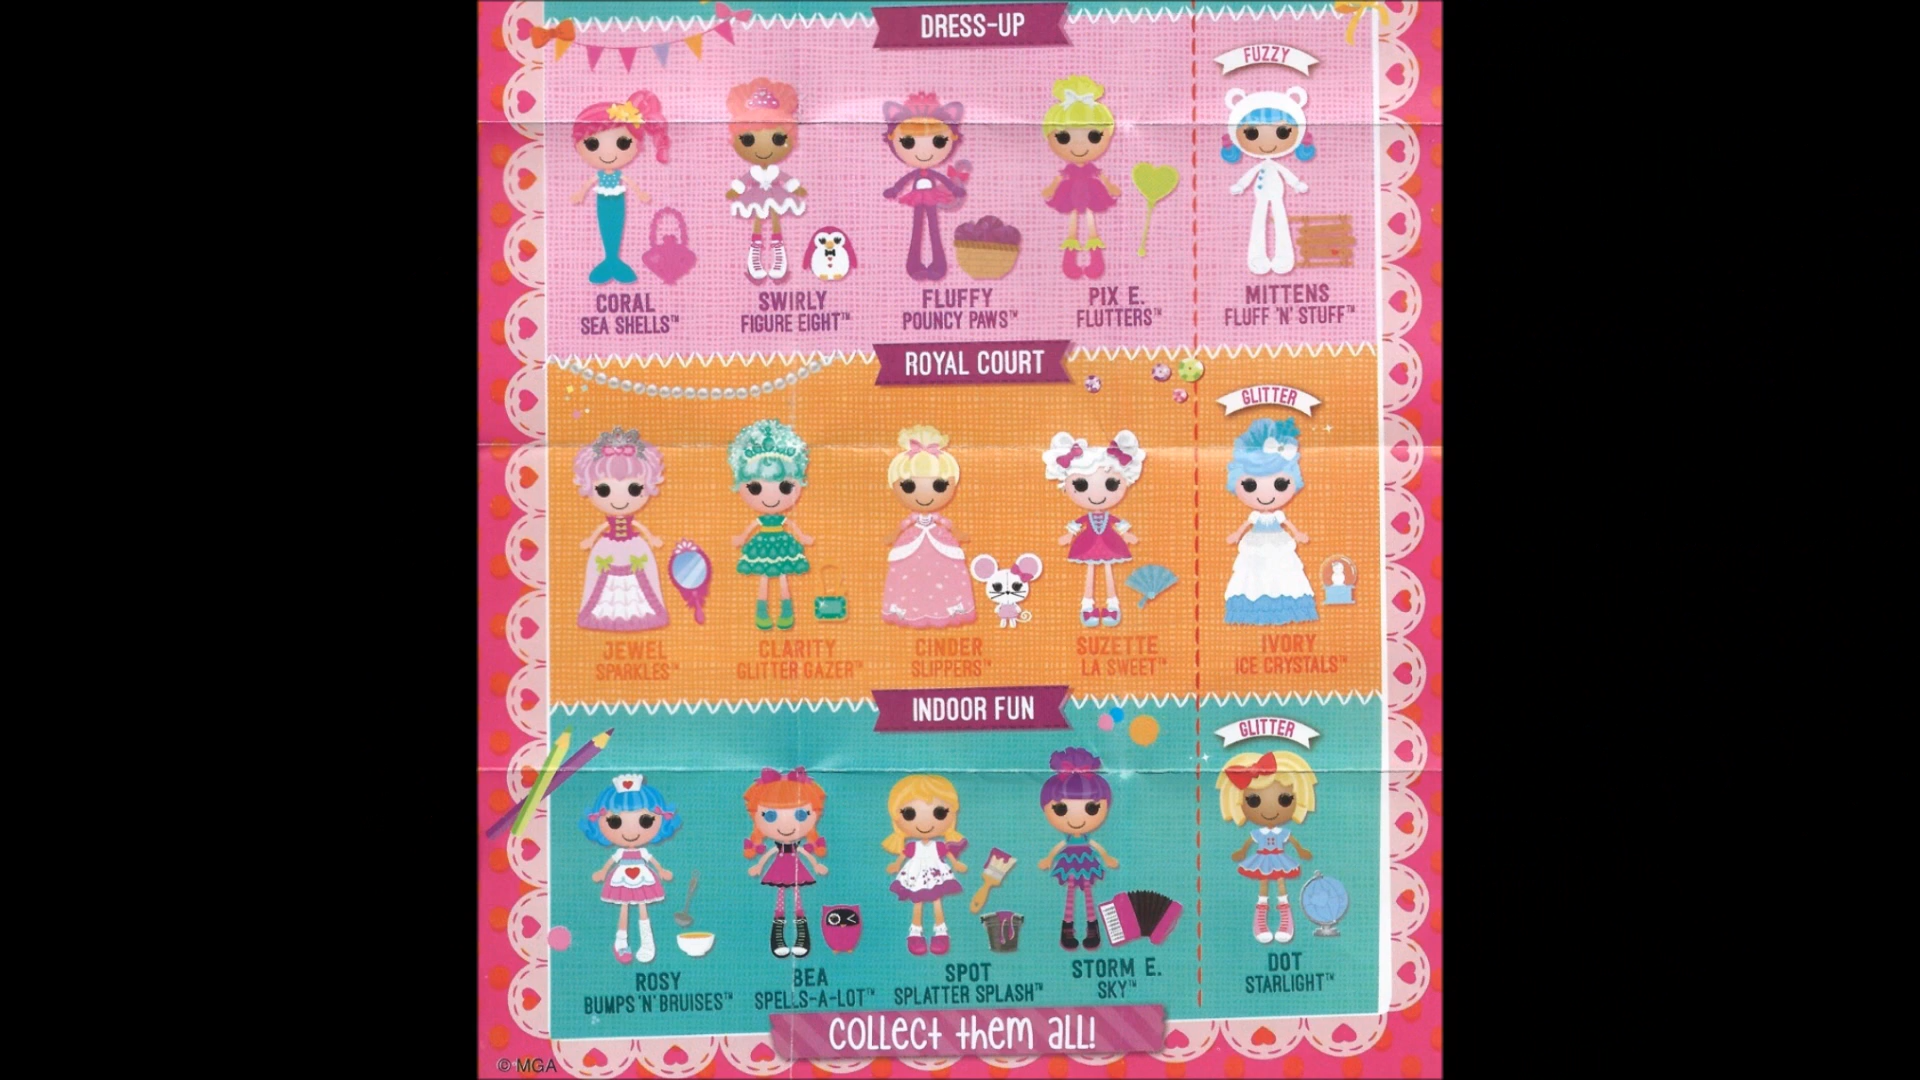 DRESS-UP
FUZZY
CORAL
SEA SHELLS™
SWIRLY
FIGURE EIGHT™
FLUFFY
POUNCY PAWS™
PIX E.
FLUTTERS™
MITTENS
FLUFF 'N' STUFF™
ROYAL COURT
GLITTER
JEWEL
SPARKLES™
CLARITY
GLITTER GAZER™
CINDER
SLIPPERS™
SUZETTE
LA SWEET™
IVORY
ICE CRYSTALS™
INDOOR FUN
GLITTER
ROSY
BUMPS 'N' BRUISES™
BEA
SPELLS-A-LOT™
SPOT
SPLATTER SPLASH™
STORM E.
SKY™
DOT
STARLIGHT™
COLLECT THEM ALL!
© MGA